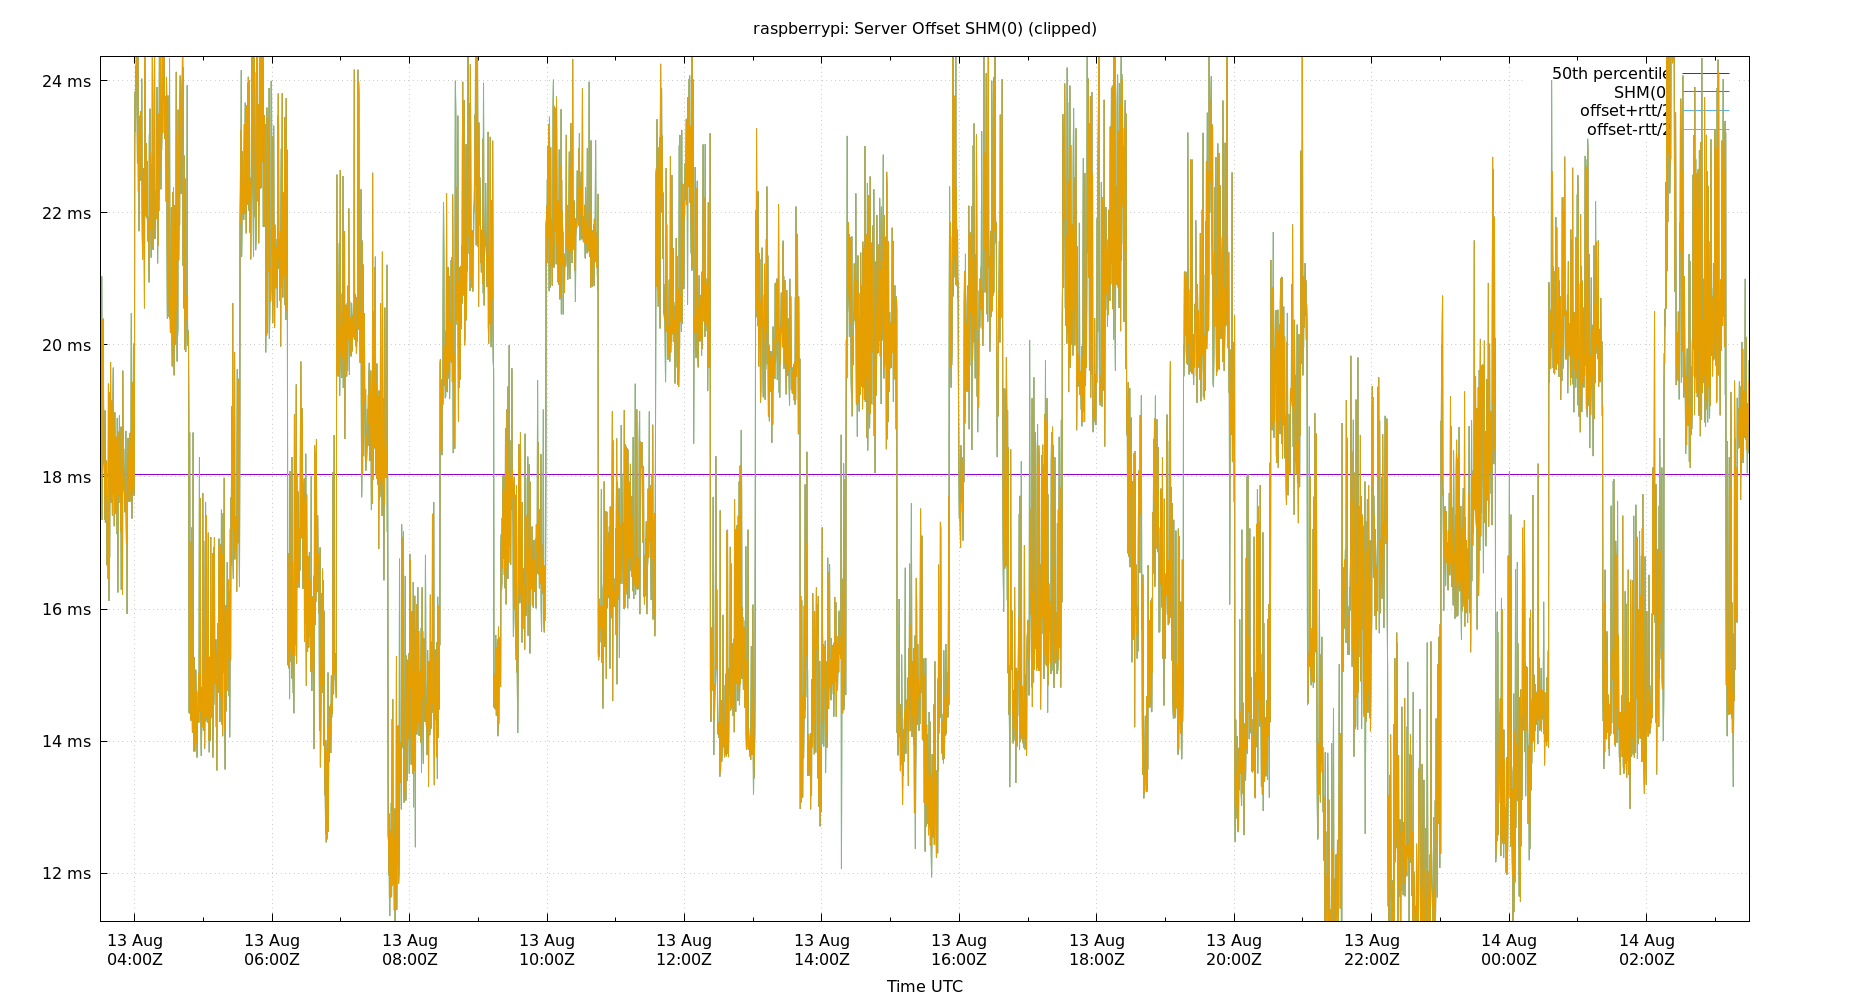 raspberrypi: Server Offset SHM(0) (clipped)
24 ms
22 ms
20 ms
18 ms
16 ms
14 ms
12 ms
50th percentile
SHM(0)
offset+rtt/2
offset-rtt/2
13 Aug 13 Aug 13 Aug 13 Aug 13 Aug 13 Aug 13 Aug 13 Aug 13 Aug 13 Aug 14 Aug 14 Aug
04:00Z 06:00Z 08:00Z 10:00Z 12:00Z 14:00Z 16:00Z 18:00Z 20:00Z 22:00Z 00:00Z 02:00Z
Time UTC